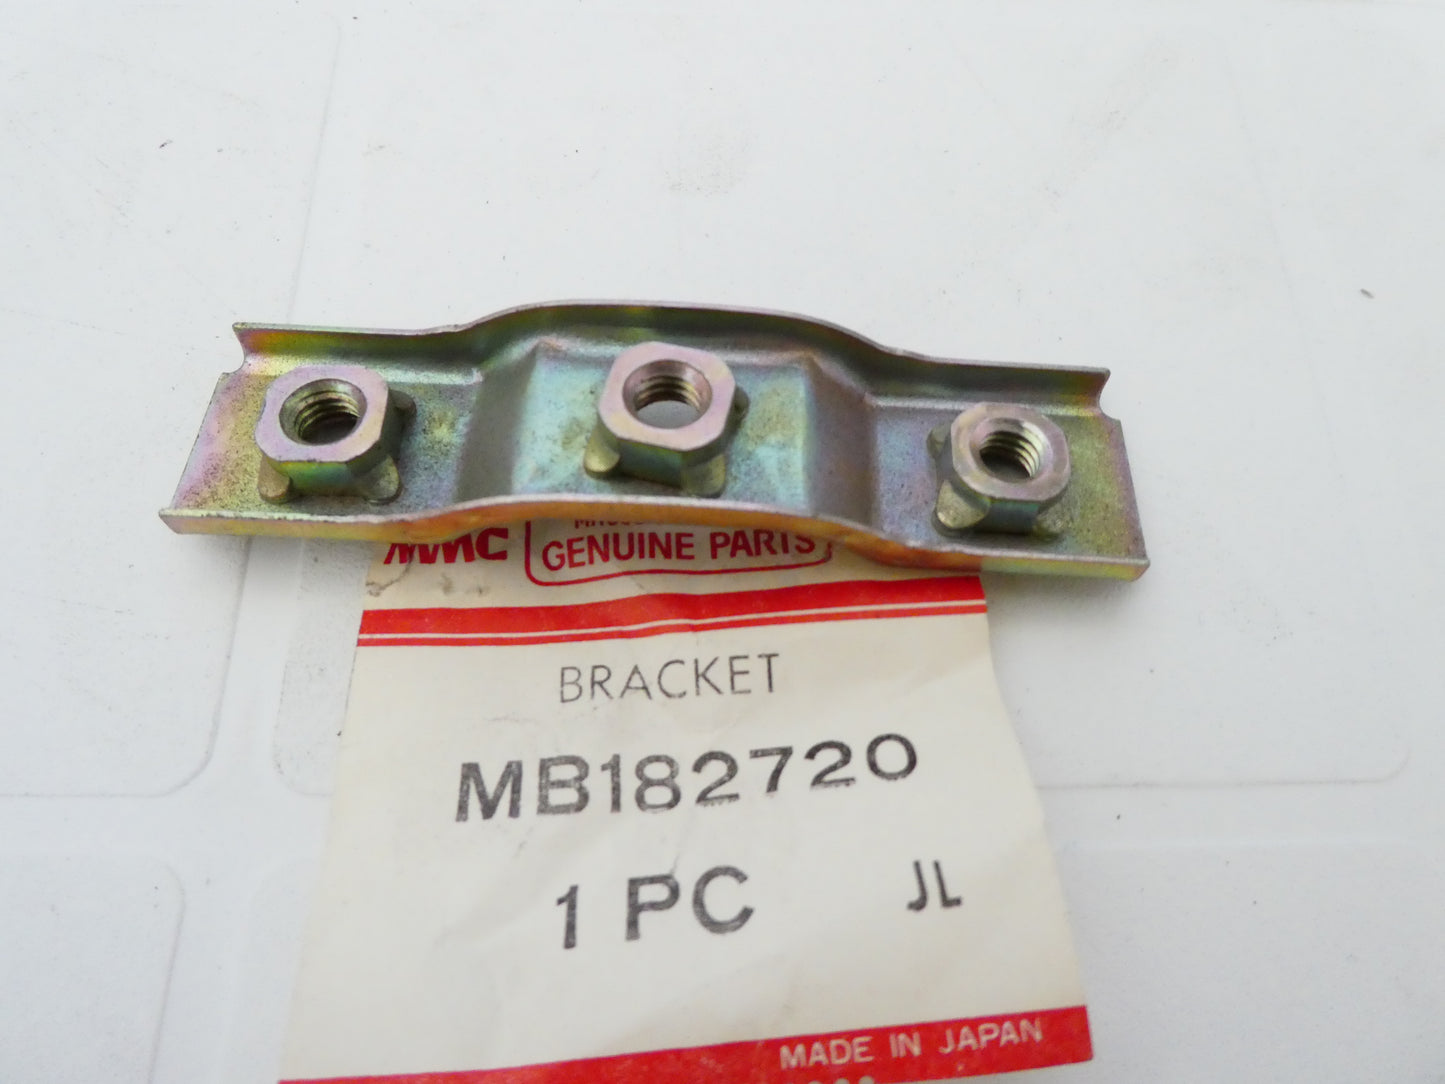 MMC GENUINE PARTS
BRACKET
MB182720
1 PC JL
MADE IN JAPAN